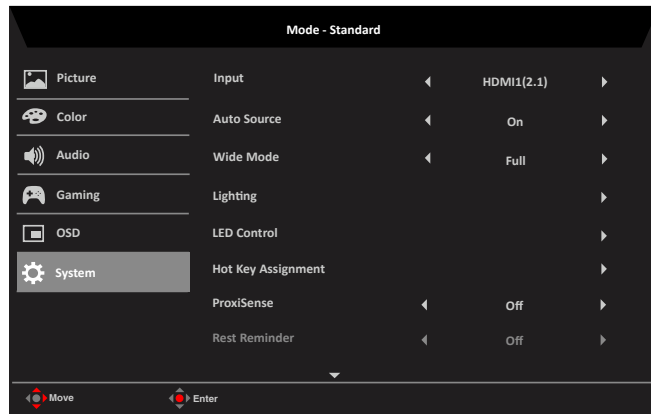 Mode - Standard
Picture
Input HDMI1(2.1)
Color
Auto Source On
Audio
Wide Mode Full
Gaming
Lighting
OSD
LED Control
System
Hot Key Assignment
ProxiSense Off
Rest Reminder Off
Move Enter